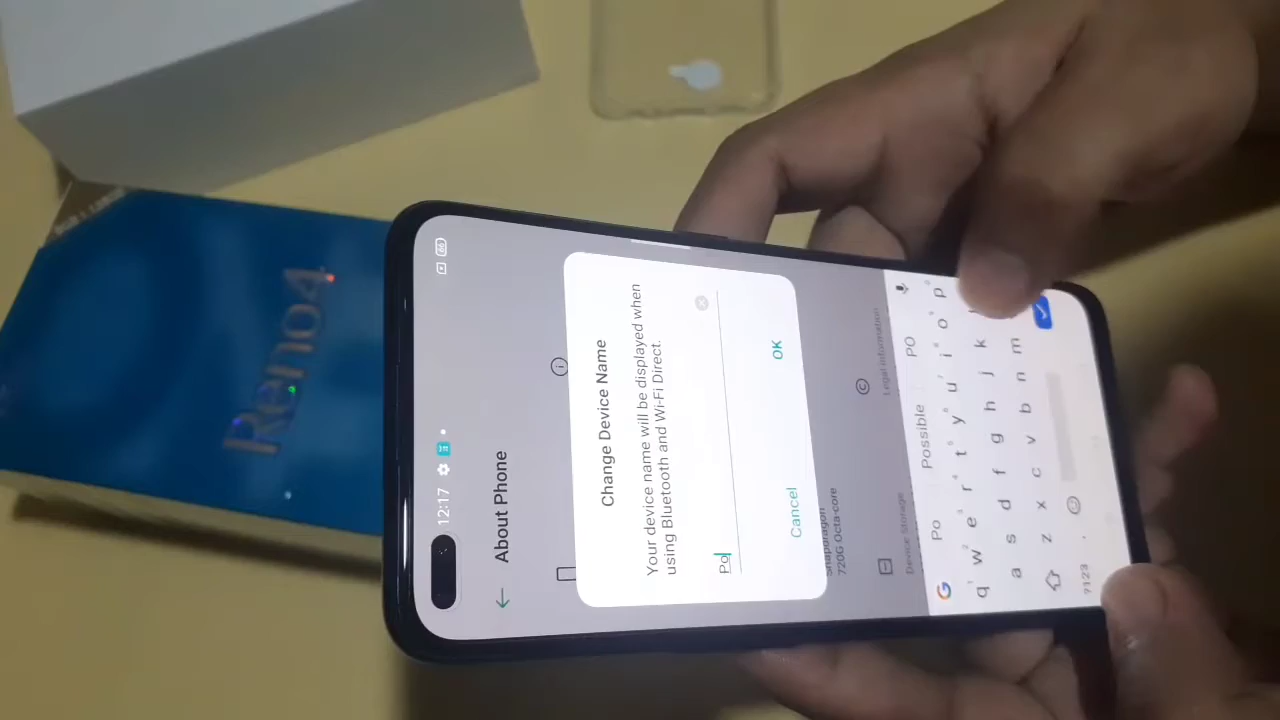 Reno4
12:17
66
About Phone
Change Device Name
Your device name will be displayed when
using Bluetooth and Wi-Fi Direct.
Po
Cancel
OK
Snapdragon
720G Octa-core
Device Storage
Legal information
Po
Possible
PO
q w e r t y u i o p
a s d f g h j k
z x c v b n m
?123 .